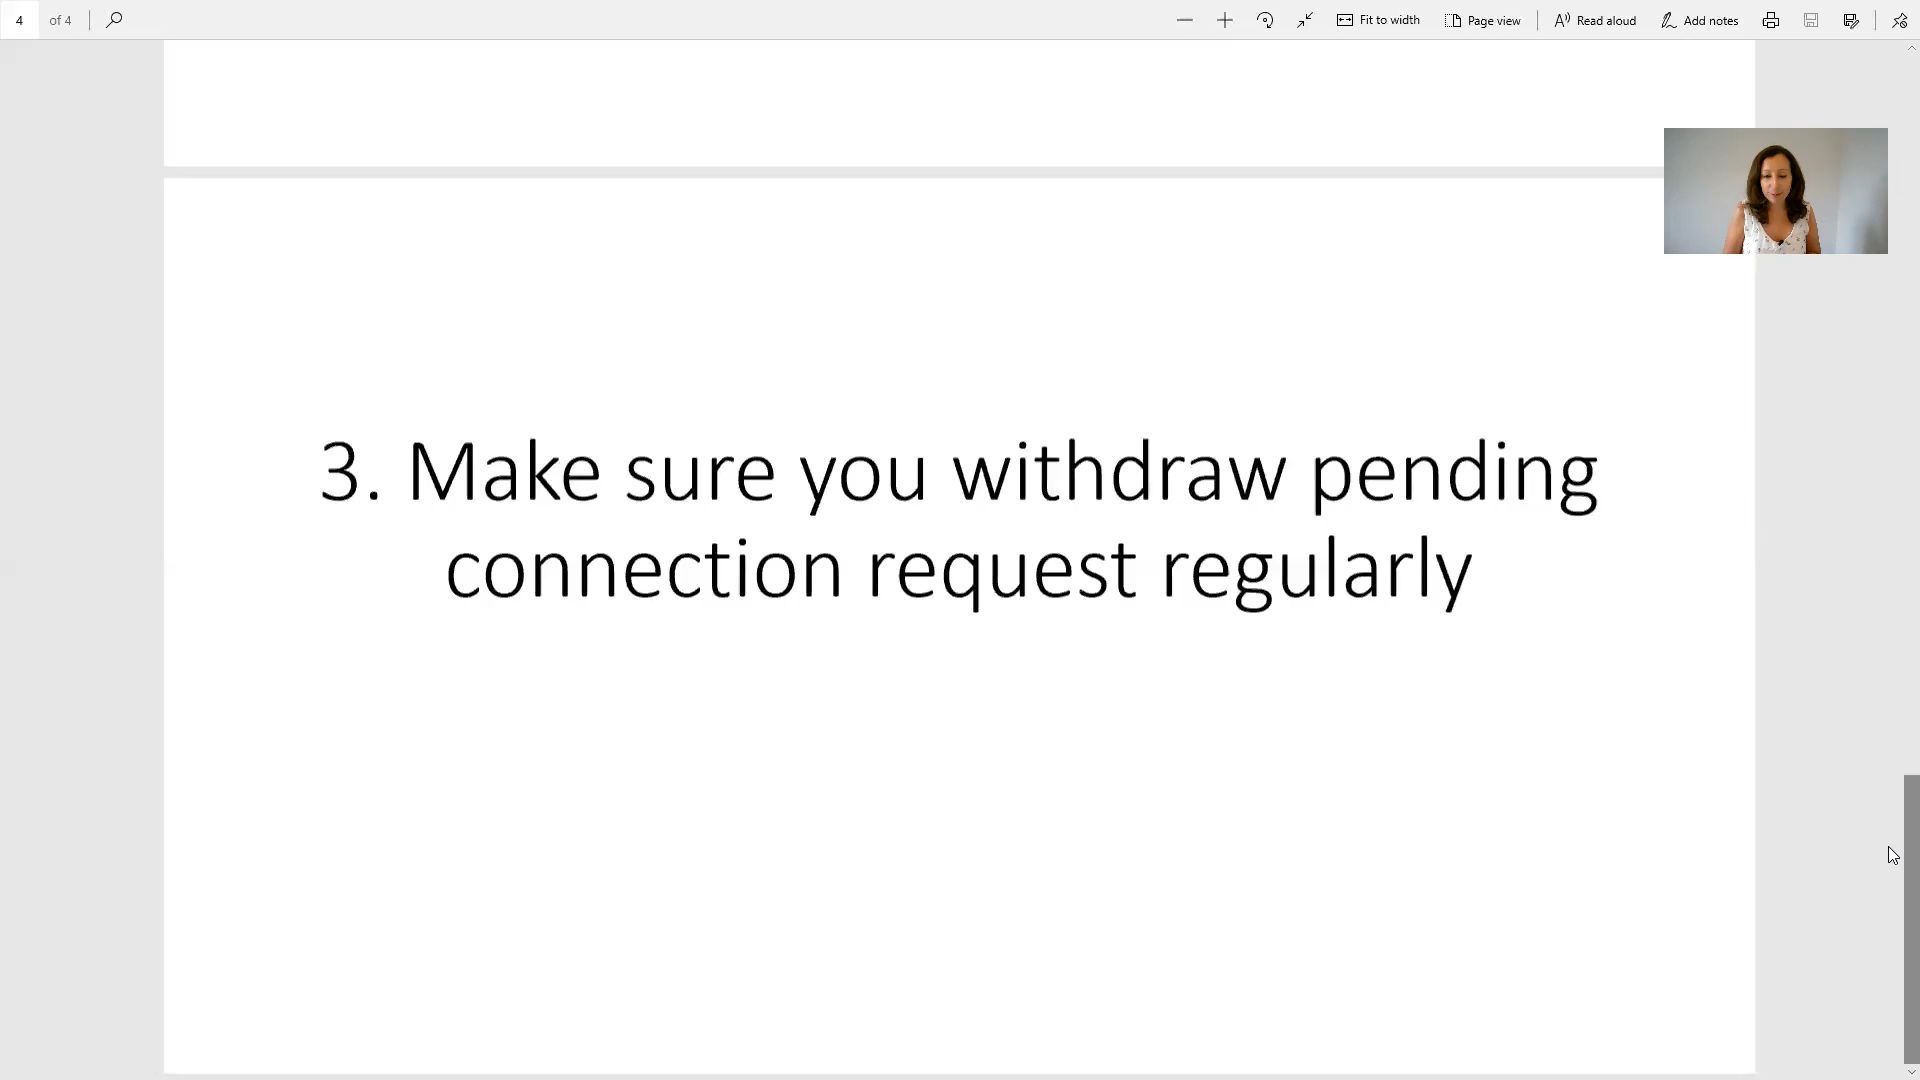 4 of 4 Fit to width Page view A Read aloud Add notes
3. Make sure you withdraw pending
connection request regularly